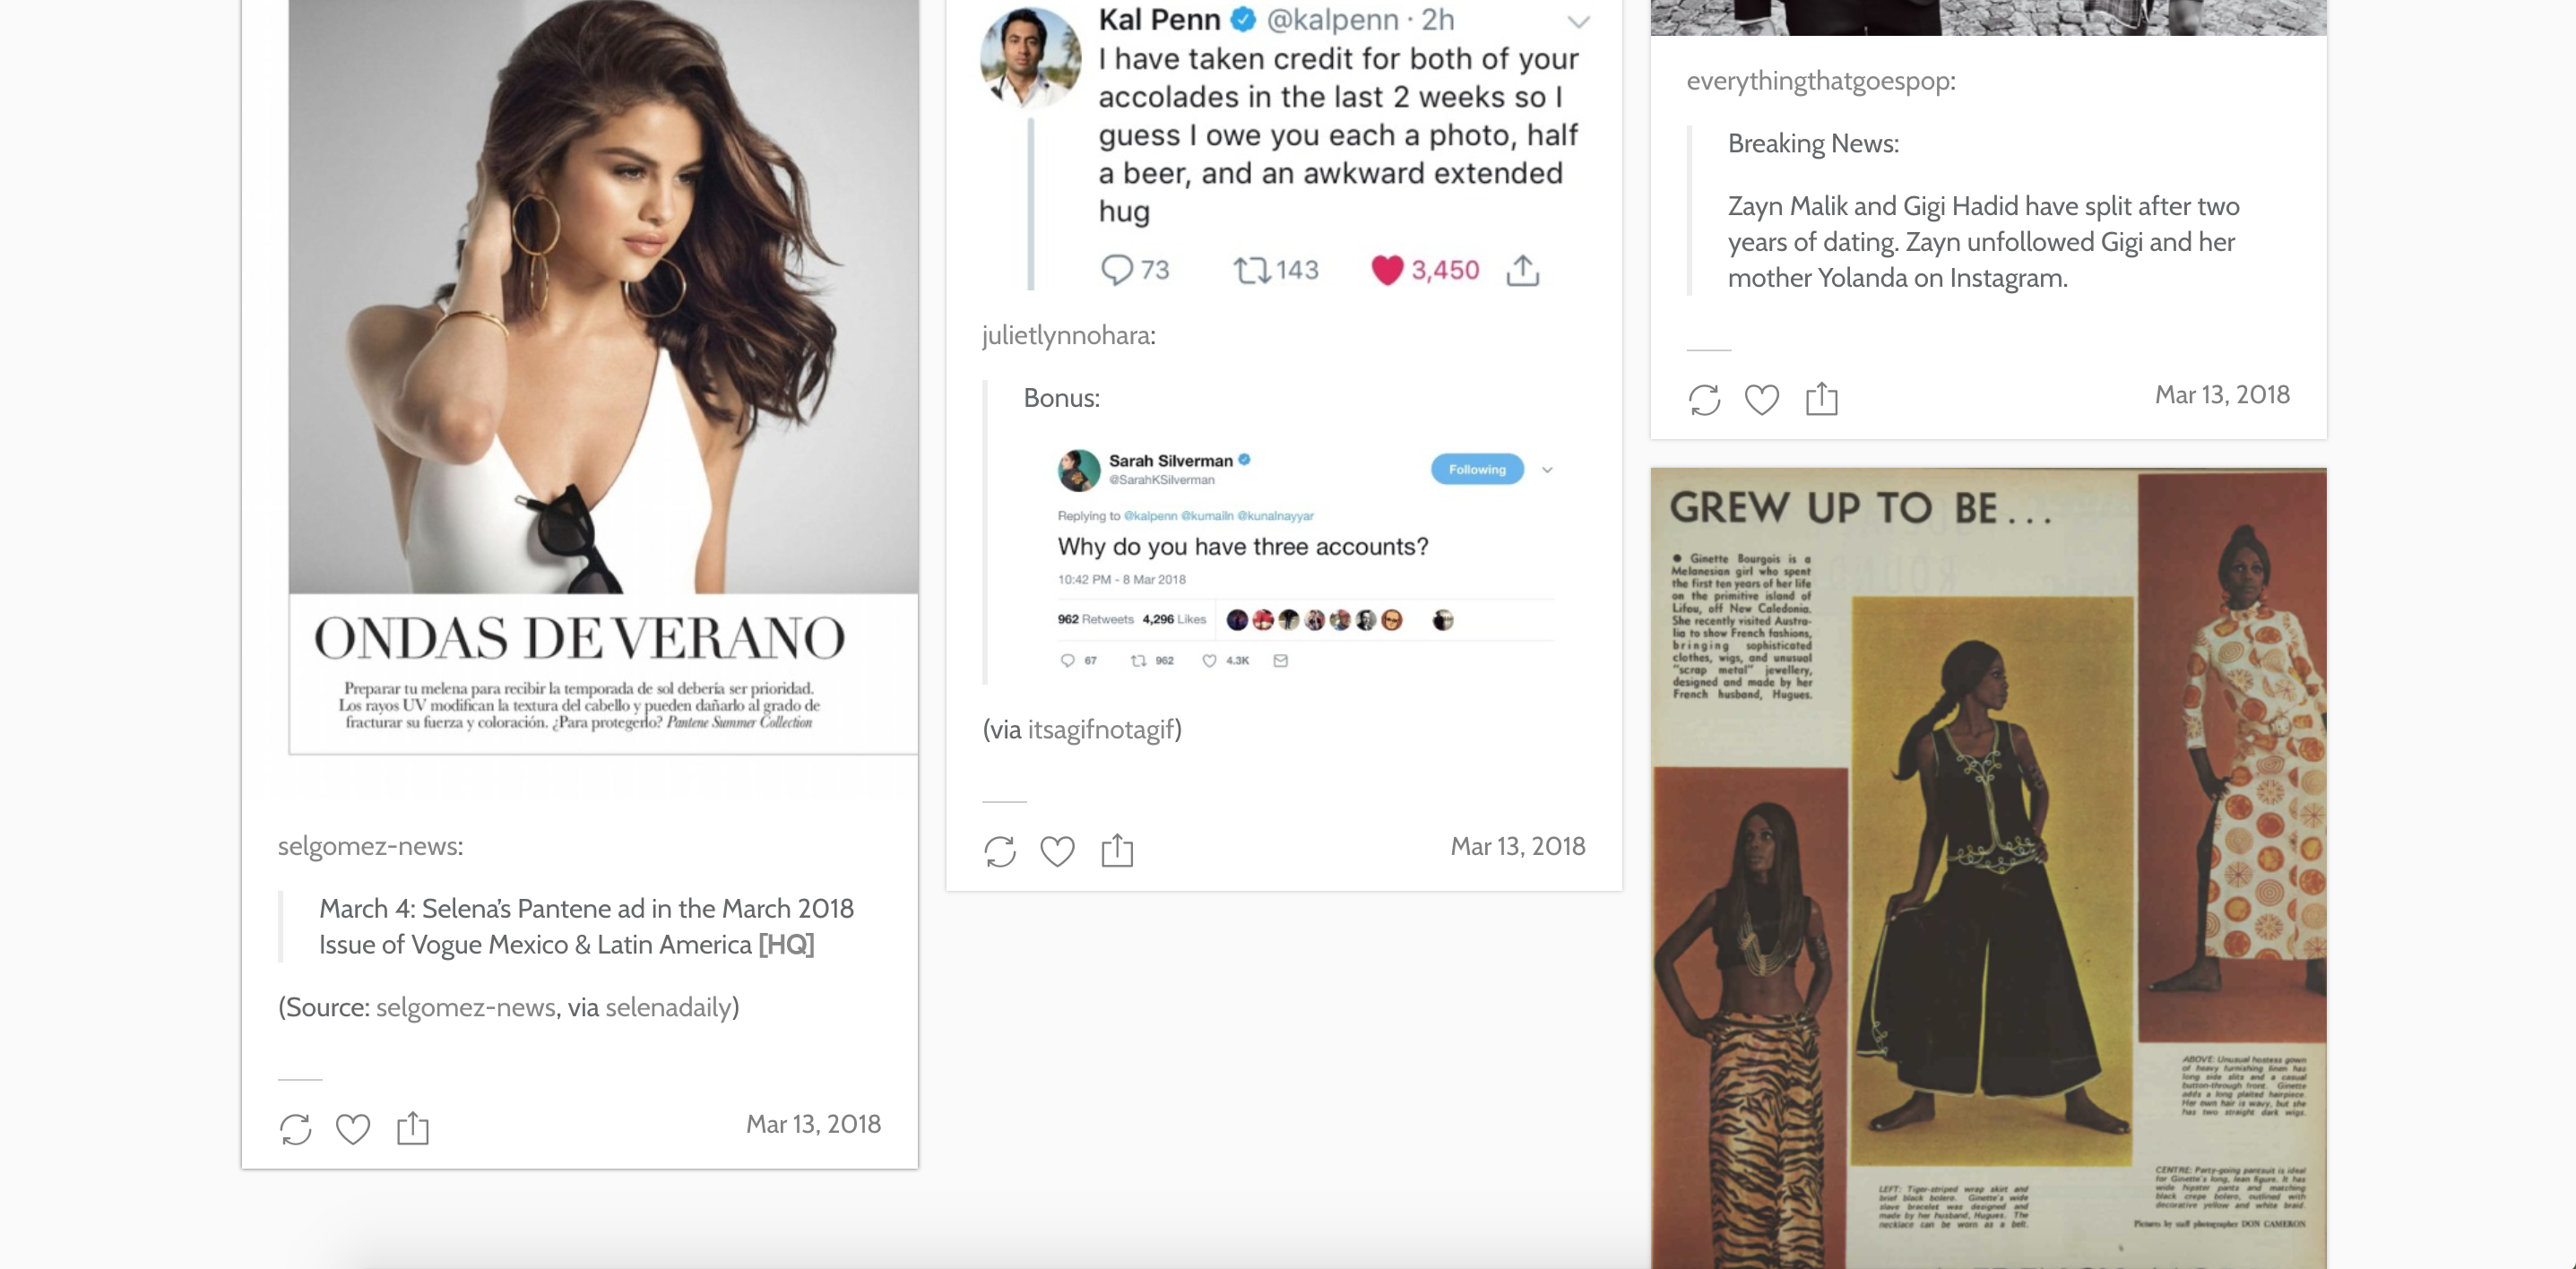 ONDAS DE VERANO
Preparar tu melena para recibir la temporada de sol debería ser prioridad.
Los rayos UV modifican la textura del cabello y pueden dañarlo al grado de
fracturar su fuerza y coloración. ¿Para protegerlo? Pantene Summer Collection
selgomez-news:
March 4: Selena's Pantene ad in the March 2018
Issue of Vogue Mexico & Latin America [HQ]
(Source: selgomez-news, via selenadaily)
Mar 13, 2018
Kal Penn @kalpenn · 2h
I have taken credit for both of your
accolades in the last 2 weeks so I
guess I owe you each a photo, half
a beer, and an awkward extended
hug
73 143 3,450
julietlynnohara:
Bonus:
Sarah Silverman
@SarahKSilverman
Following
Replying to @kalpenn @kumailn @kunalnayyar
Why do you have three accounts?
10:42 PM - 8 Mar 2018
962 Retweets 4,296 Likes
67 962 4.3K
(via itsagifnotagif)
Mar 13, 2018
everythingthatgoespop:
Breaking News:
Zayn Malik and Gigi Hadid have split after two
years of dating. Zayn unfollowed Gigi and her
mother Yolanda on Instagram.
Mar 13, 2018
GREW UP TO BE...
● Ginette Bourgois is a
Melanesian girl who spent
the first ten years of her life
on the primitive island of
Lifou, off New Caledonia.
She recently visited Austra-
lia to show French fashions,
bringing sophisticated
clothes, wigs, and unusual
"scrap metal" jewellery,
designed and made by her
French husband, Hugues.
ABOVE: Unusual hostess gown
of heavy furnishing linen has
long side slits and a casual
button-through front. Ginette
adds a long plaited hairpiece.
Her own hair is wavy, but she
has two straight dark wigs.
CENTRE: Party-going pantsuit is ideal
for Ginette's long, lean figure. It has
wide hipster pants and matching
black crepe bolero, outlined with
decorative yellow and white braid.
LEFT: Tiger-striped wrap skirt and
brief black bolero. Ginette's wide
slave bracelet was designed and
made by her husband, Hugues. The
necklace can be worn as a belt.
Pictures by staff photographer DON CAMERON